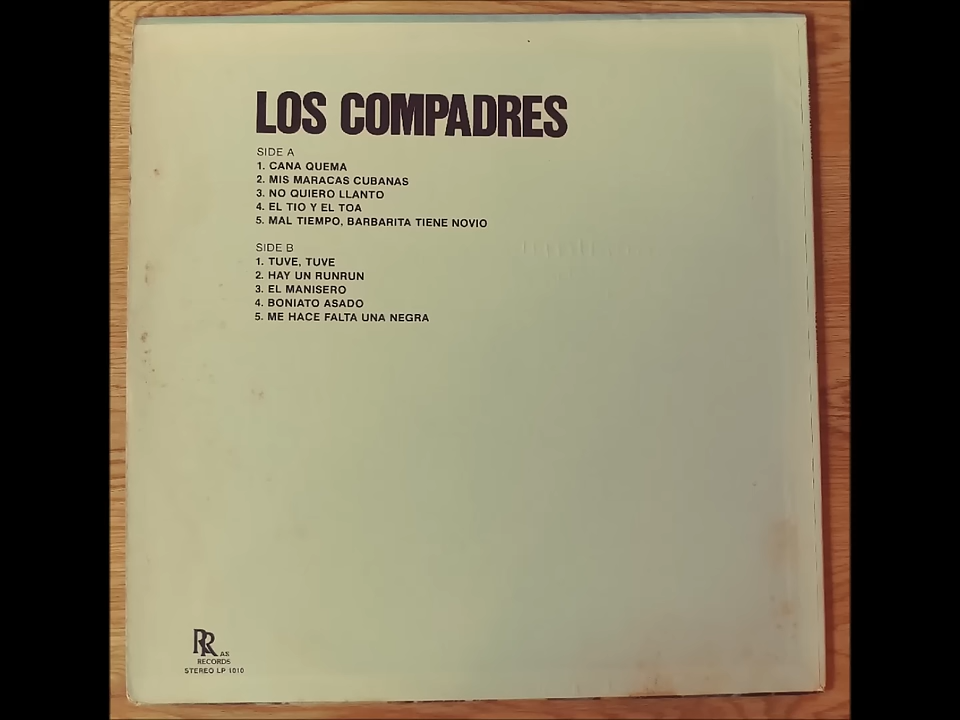 LOS COMPADRES
SIDE A
1. CANA QUEMA
2. MIS MARACAS CUBANAS
3. NO QUIERO LLANTO
4. EL TIO Y EL TOA
5. MAL TIEMPO, BARBARITA TIENE NOVIO
SIDE B
1. TUVE, TUVE
2. HAY UN RUNRUN
3. EL MANISERO
4. BONIATO ASADO
5. ME HACE FALTA UNA NEGRA
RECORDS
STEREO LP 1010